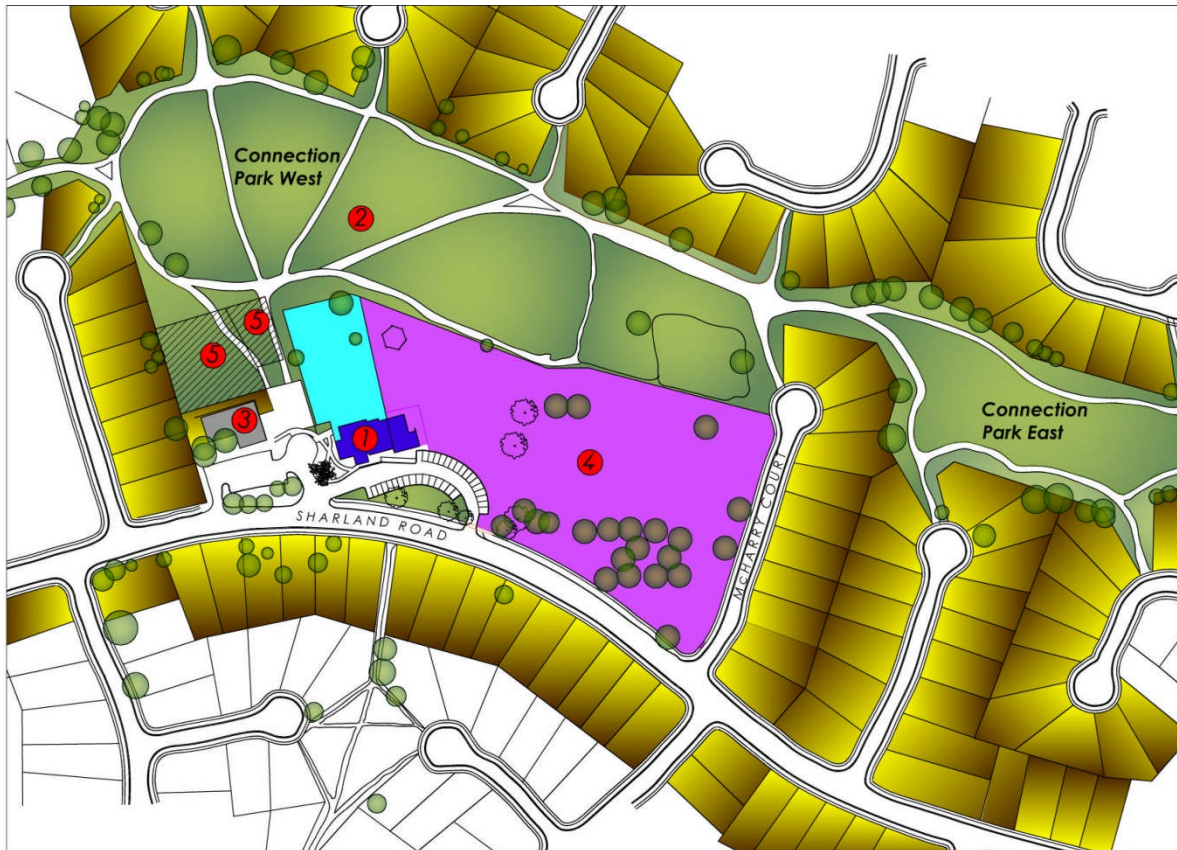 Connection
Park West
2
5
5
3
1
4
Connection
Park East
SHARLAND ROAD
McHARRY COURT